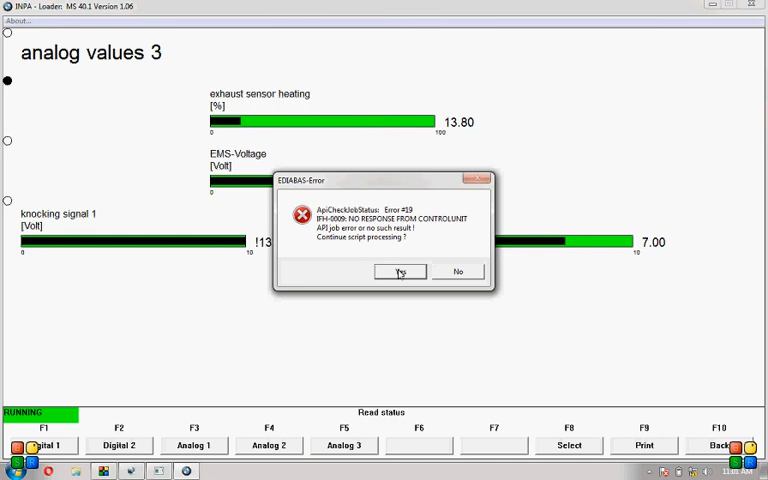 INPA - Loader: MS 40.1 Version 1.06
About...
analog values 3
exhaust sensor heating
[%]
13.80
0
100
EMS-Voltage
[Volt]
0
knocking signal 1
[Volt]
!13
0
10
7.00
10
EDIABAS-Error
ApiCheckJobStatus: Error #19
IFH-0009: NO RESPONSE FROM CONTROLUNIT
API job error or no such result !
Continue script processing ?
Yes
No
RUNNING
Read status
F1
F2
F3
F4
F5
F6
F7
F8
F9
F10
Digital 2
Analog 1
Analog 2
Analog 3
Select
Print
Back